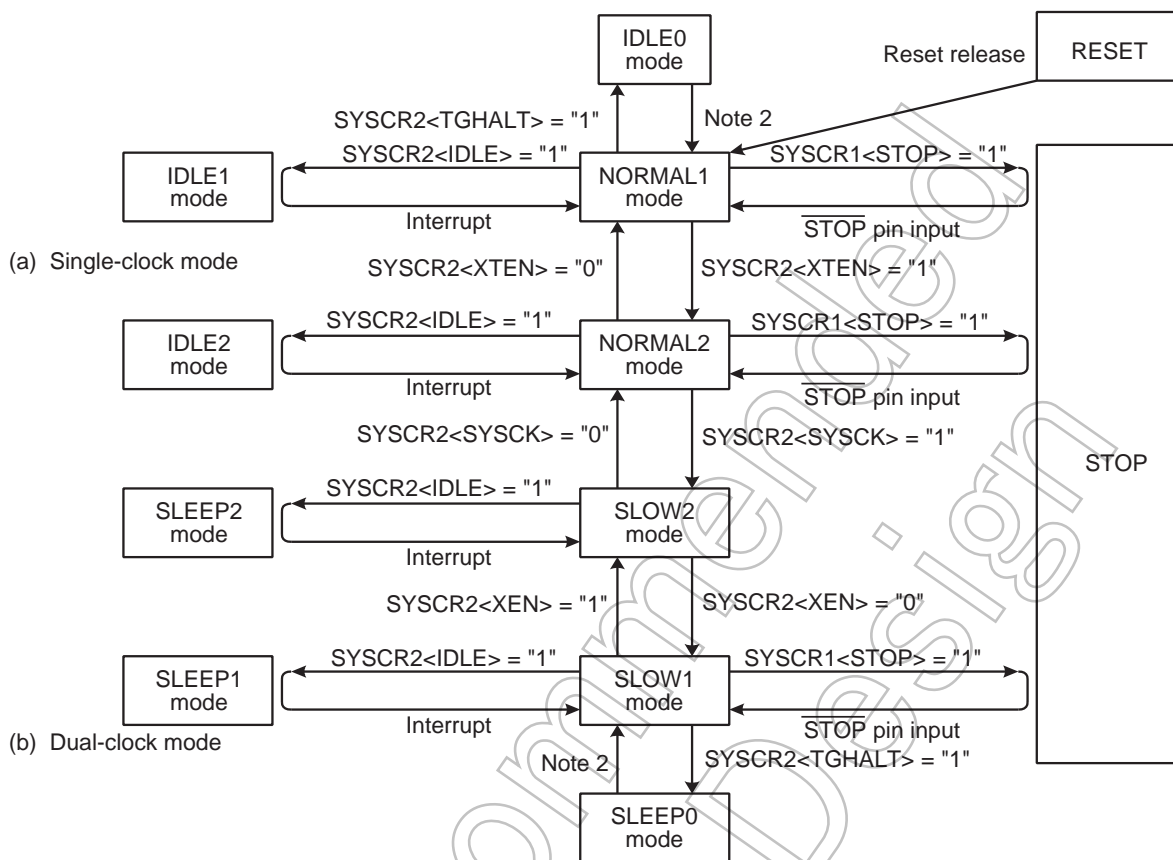 IDLE0
mode
Reset release
RESET
SYSCR2<TGHALT> = "1"
Note 2
IDLE1
mode
SYSCR2<IDLE> = "1"
Interrupt
NORMAL1
mode
SYSCR1<STOP> = "1"
STOP pin input
(a) Single-clock mode
SYSCR2<XTEN> = "0"
SYSCR2<XTEN> = "1"
IDLE2
mode
SYSCR2<IDLE> = "1"
Interrupt
NORMAL2
mode
SYSCR1<STOP> = "1"
STOP pin input
SYSCR2<SYSCK> = "0"
SYSCR2<SYSCK> = "1"
STOP
SLEEP2
mode
SYSCR2<IDLE> = "1"
Interrupt
SLOW2
mode
SYSCR2<XEN> = "1"
SYSCR2<XEN> = "0"
SLEEP1
mode
SYSCR2<IDLE> = "1"
Interrupt
SLOW1
mode
SYSCR1<STOP> = "1"
STOP pin input
(b) Dual-clock mode
Note 2
SYSCR2<TGHALT> = "1"
SLEEP0
mode
ommended
Design